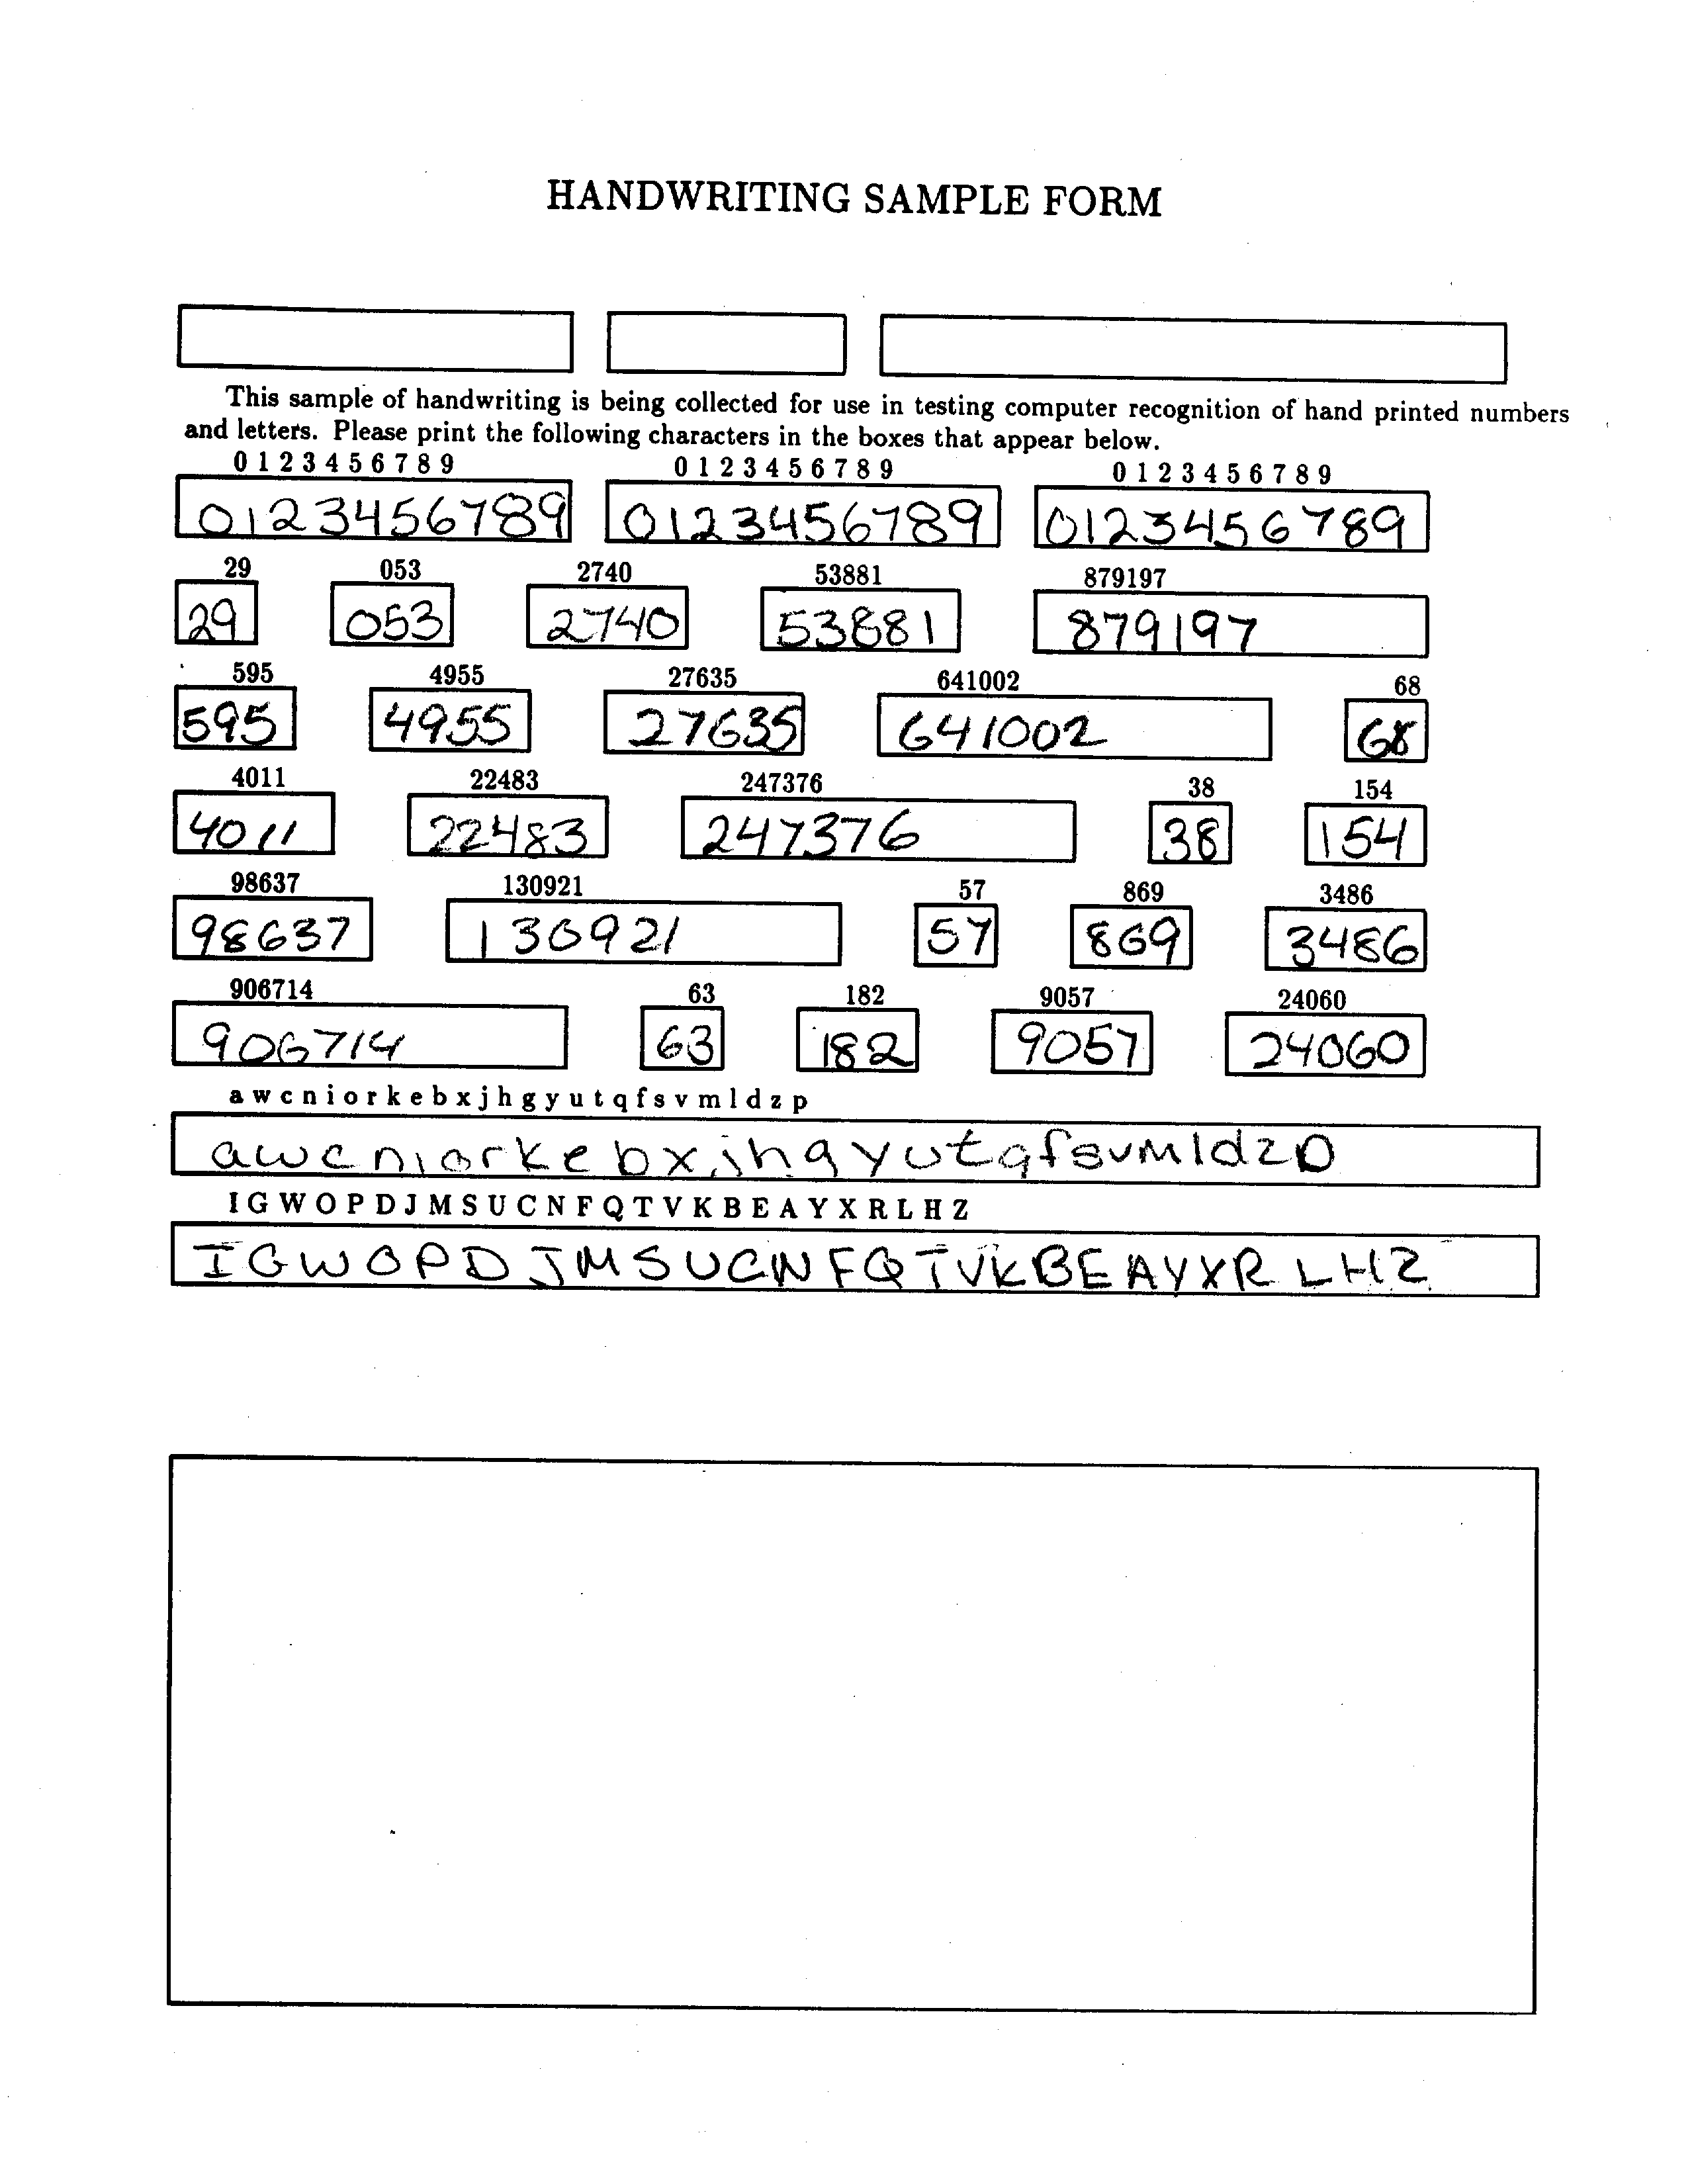 HANDWRITING SAMPLE FORM
This sample of handwriting is being collected for use in testing computer recognition of hand printed numbers
and letters. Please print the following characters in the boxes that appear below.
0 1 2 3 4 5 6 7 8 9 0 1 2 3 4 5 6 7 8 9 0 1 2 3 4 5 6 7 8 9
0123456789 0123456789 0123456789
29 053 2740 53881 879197
29 053 2740 53881 879197
595 4955 27635 641002 68
595 4955 27635 641002 68
4011 22483 247376 38 154
4011 22483 247376 38 154
98637 130921 57 869 3486
98637 130921 57 869 3486
906714 63 182 9057 24060
906714 63 182 9057 24060
a w c n i o r k e b x j h g y u t q f s v m l d z p
a w c n i o r k e b x j h g y u t q f s v m l d z p
I G W O P D J M S U C N F Q T V K B E A Y X R L H Z
I G W O P D J M S U C N F Q T V K B E A Y X R L H Z